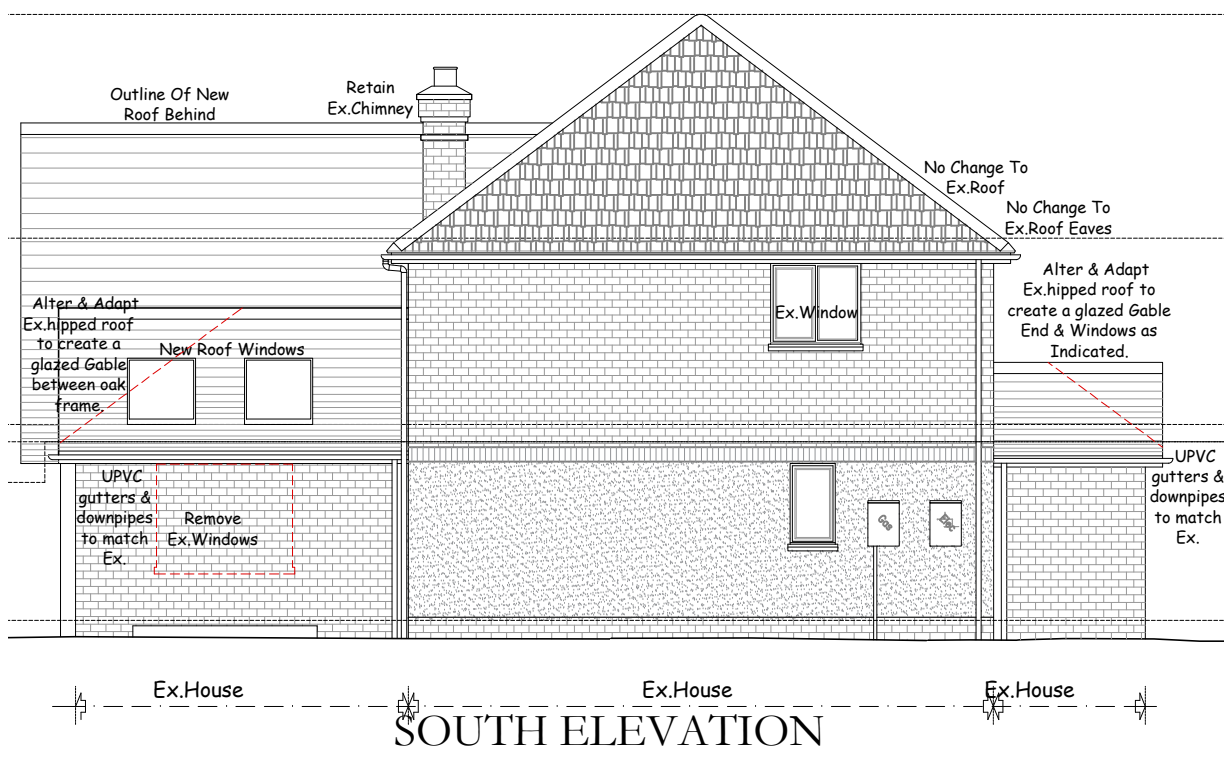 Outline Of New
Roof Behind
Retain
Ex.Chimney
No Change To
Ex.Roof
No Change To
Ex.Roof Eaves
Alter & Adapt
Ex.hipped roof to
create a glazed Gable
End & Windows as
Indicated.
Alter & Adapt
Ex.hipped roof
to create a
glazed Gable
between oak
frame.
New Roof Windows
Ex.Window
UPVC
gutters &
downpipes
to match
Ex.
Remove
Ex.Windows
Gas
UPVC
gutters &
downpipes
to match
Ex.
Ex.House
Ex.House
Ex.House
SOUTH ELEVATION